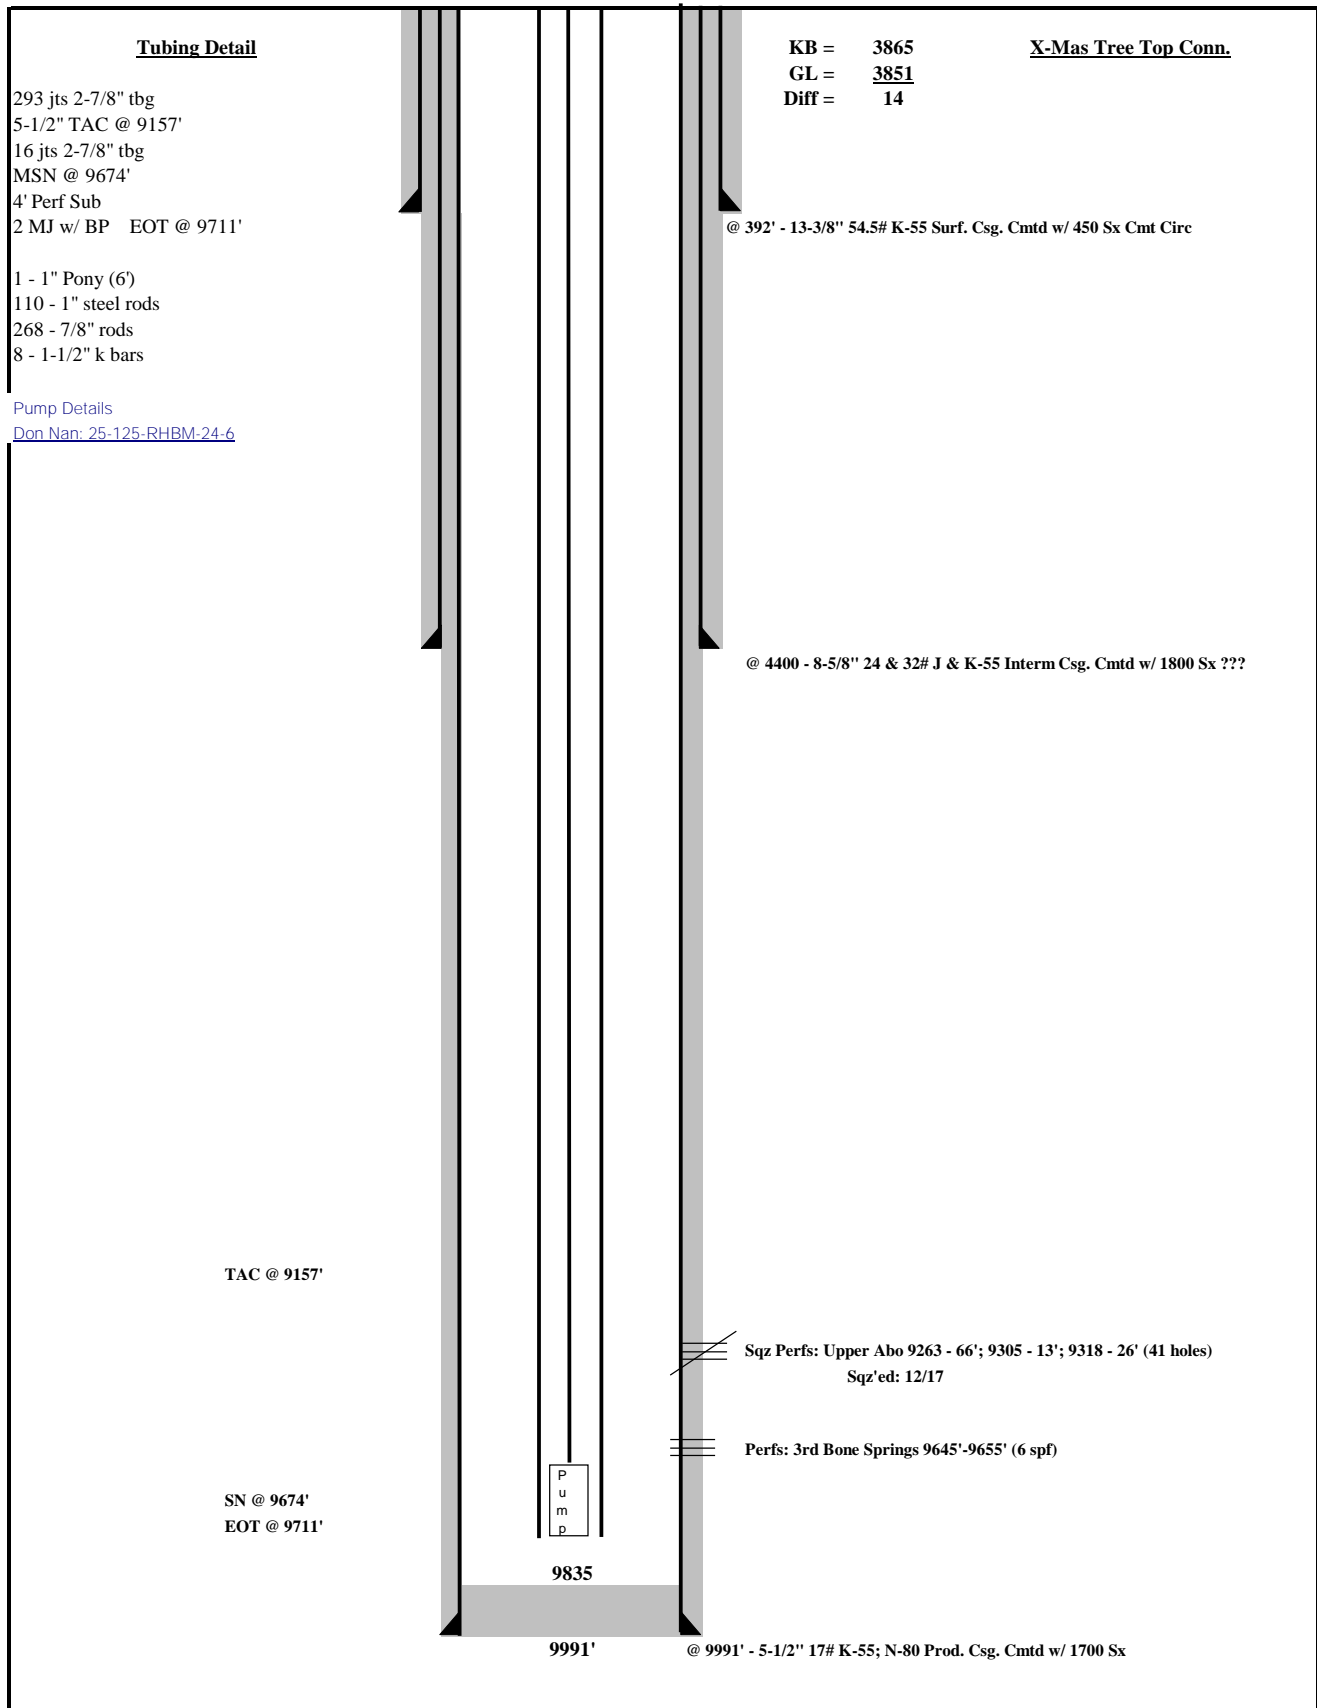 Tubing Detail
KB = 3865
X-Mas Tree Top Conn.
GL = 3851
Diff = 14
293 jts 2-7/8" tbg
5-1/2" TAC @ 9157'
16 jts 2-7/8" tbg
MSN @ 9674'
4' Perf Sub
2 MJ w/ BP EOT @ 9711'
@ 392' - 13-3/8" 54.5# K-55 Surf. Csg. Cmtd w/ 450 Sx Cmt Circ
1 - 1" Pony (6')
110 - 1" steel rods
268 - 7/8" rods
8 - 1-1/2" k bars
Pump Details
Don Nan: 25-125-RHBM-24-6
@ 4400 - 8-5/8" 24 & 32# J & K-55 Interm Csg. Cmtd w/ 1800 Sx ???
TAC @ 9157'
Sqz Perfs: Upper Abo 9263 - 66'; 9305 - 13'; 9318 - 26' (41 holes)
Sqz'ed: 12/17
Perfs: 3rd Bone Springs 9645'-9655' (6 spf)
P
u
m
p
SN @ 9674'
EOT @ 9711'
9835
9991'
@ 9991' - 5-1/2" 17# K-55; N-80 Prod. Csg. Cmtd w/ 1700 Sx